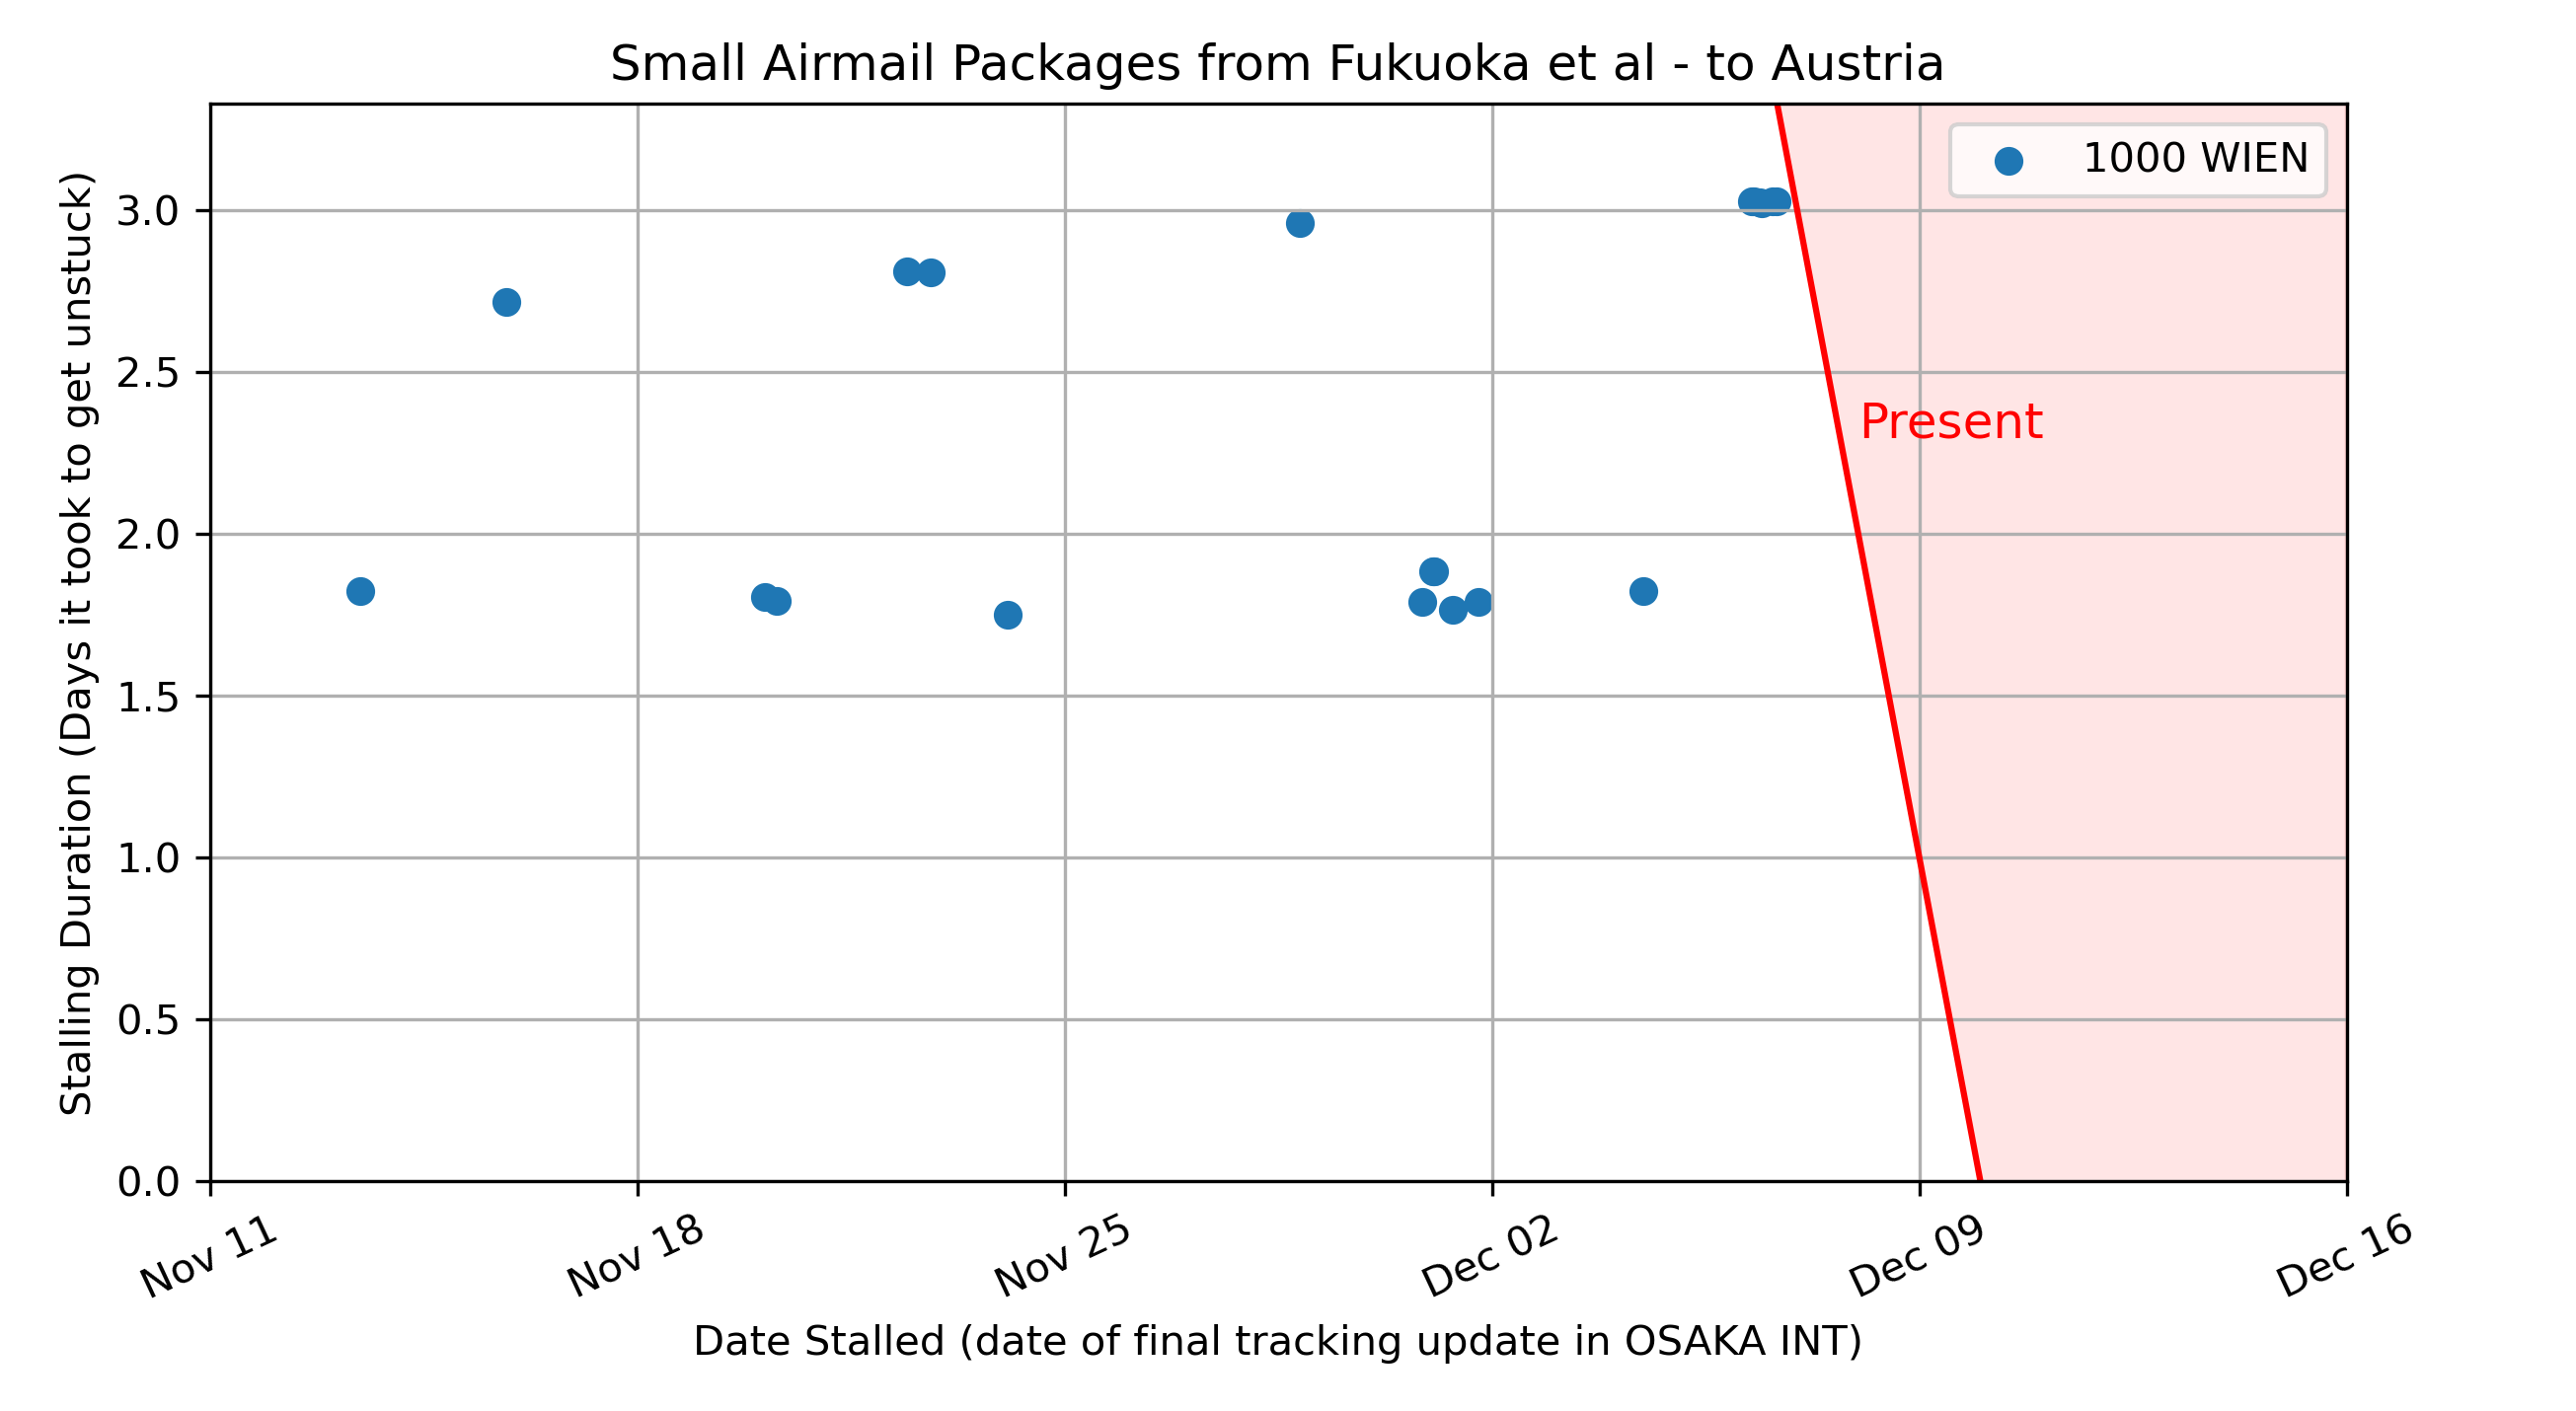 Small Airmail Packages from Fukuoka et al - to Austria
1000 WIEN
Present
Stalling Duration (Days it took to get unstuck)
3.0
2.5
2.0
1.5
1.0
0.5
0.0
Nov 11
Nov 18
Nov 25
Dec 02
Dec 09
Dec 16
Date Stalled (date of final tracking update in OSAKA INT)